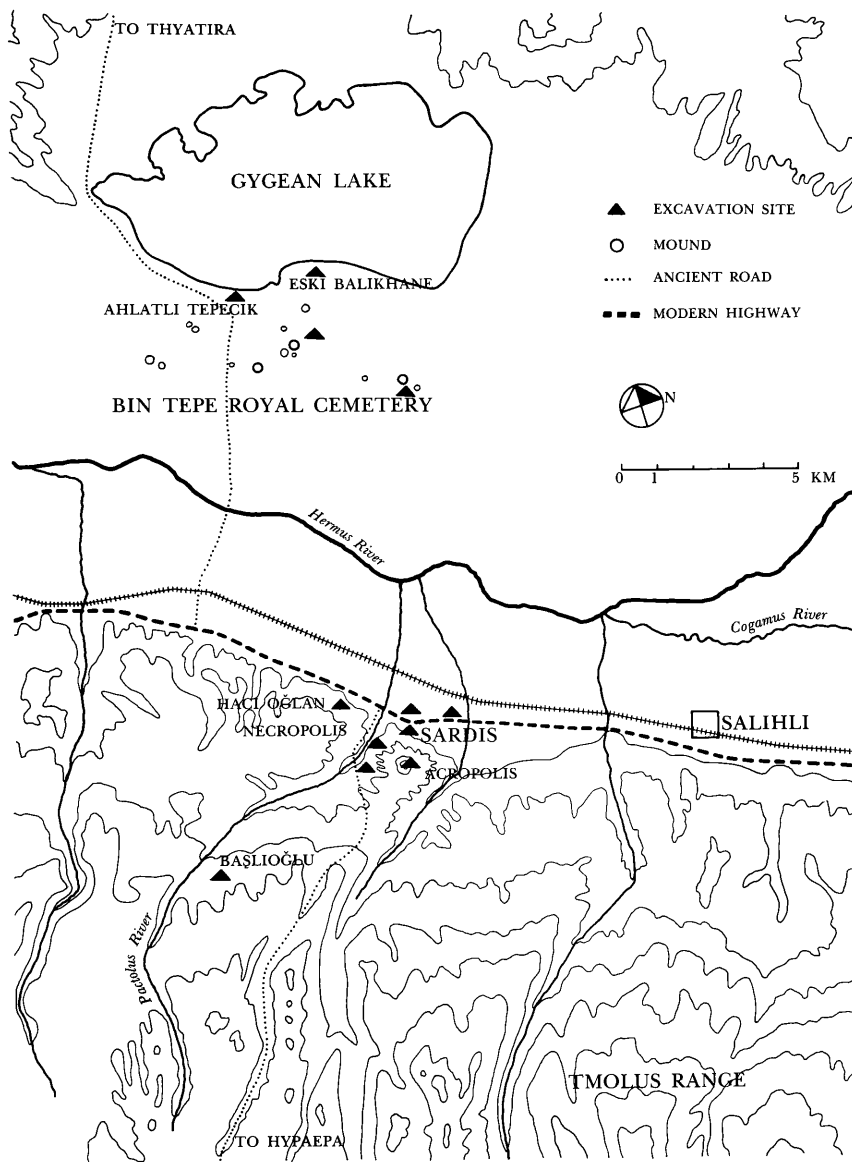 TO THYATIRA
GYGEAN LAKE
EXCAVATION SITE
MOUND
ANCIENT ROAD
MODERN HIGHWAY
ESKI BALIKHANE
AHLATLI TEPECIK
BIN TEPE ROYAL CEMETERY
N
0 1 5 KM
Hermus River
Cogamus River
HACI OĞLAN
NECROPOLIS
SARDIS
SALIHLI
ACROPOLIS
BAŞLIOĞLU
Pactolus River
TMOLUS RANGE
TO HYPAEPA